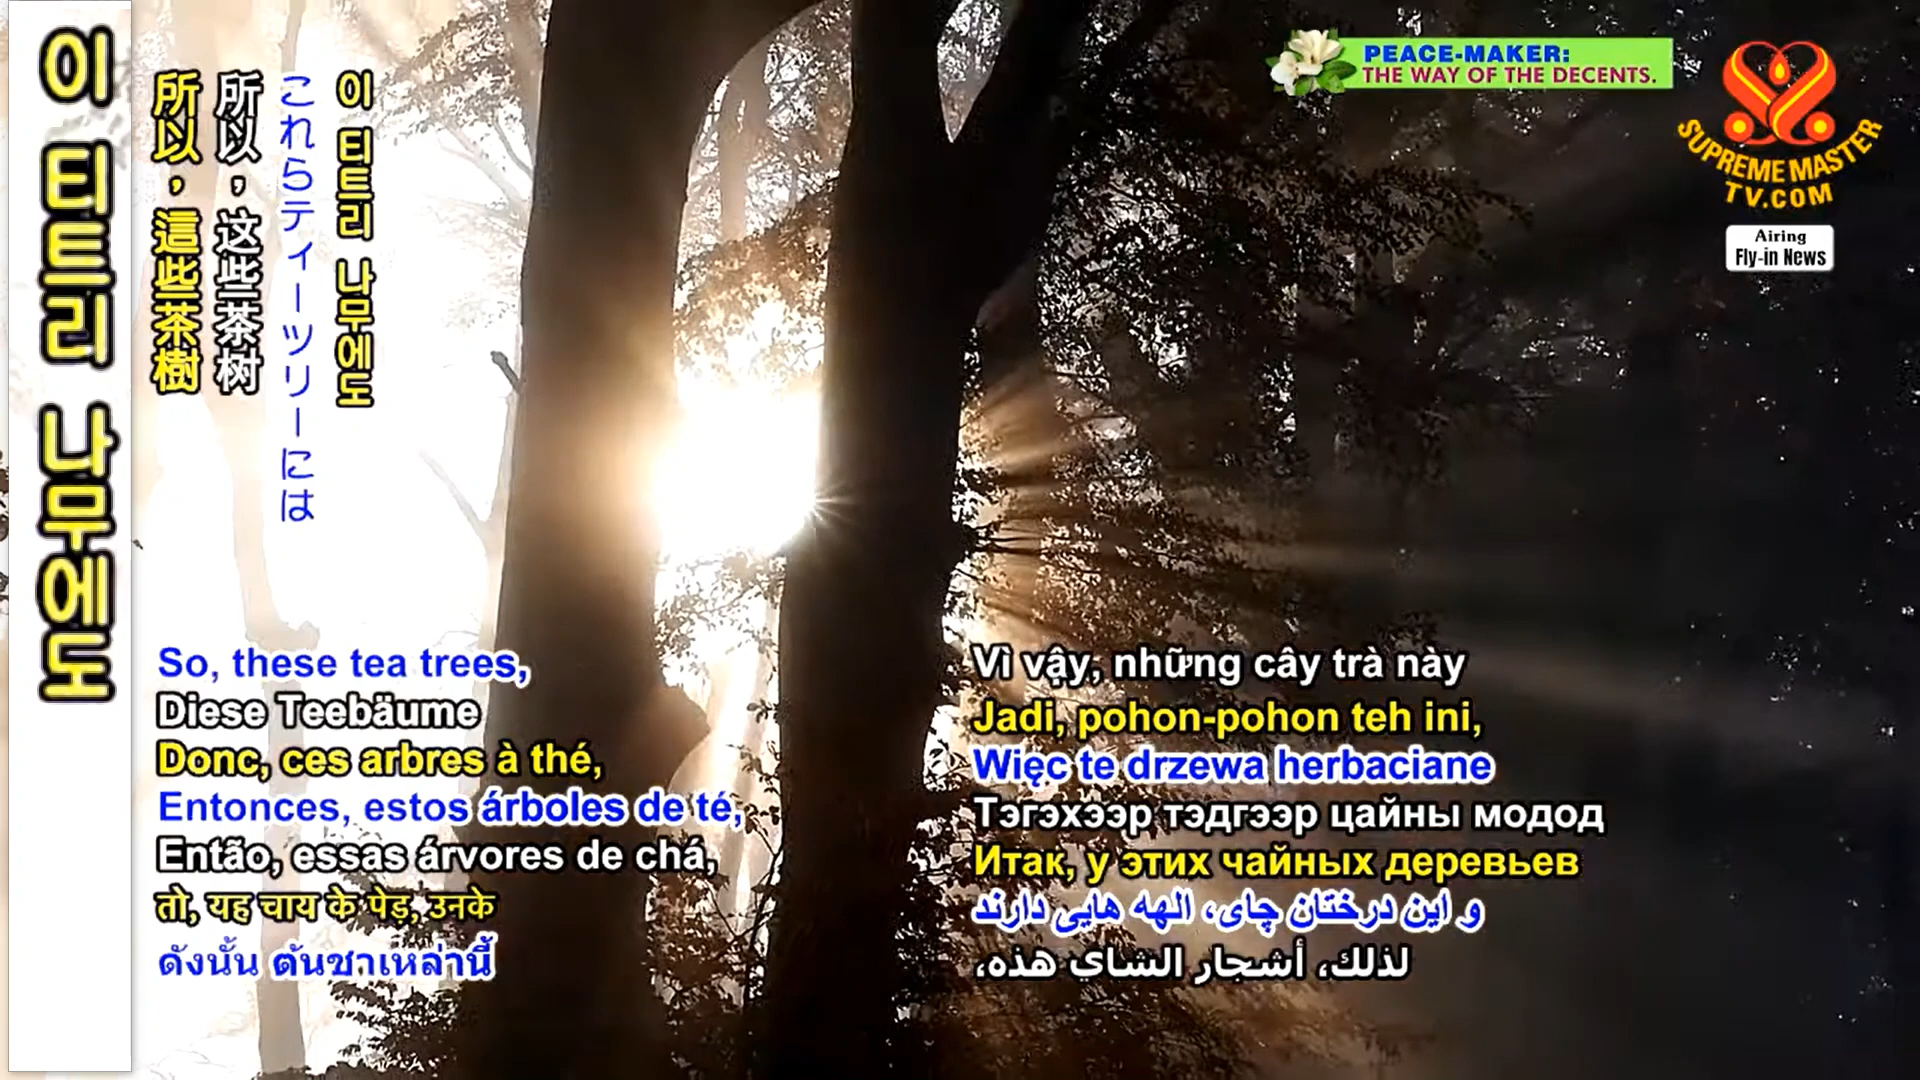 이 티트리 나무에도
所以，這些茶樹
所以，这些茶树
これらティーツリーには
이 티트리 나무에도
PEACE-MAKER:
THE WAY OF THE DECENTS.
SUPREME MASTER
TV.COM
Airing
Fly-in News
So, these tea trees,
Diese Teebäume
Donc, ces arbres à thé,
Entonces, estos árboles de té,
Então, essas árvores de chá,
तो, यह चाय के पेड़, उनके
ดังนั้น ต้นชาเหล่านี้
Vì vậy, những cây trà này
Jadi, pohon-pohon teh ini,
Więc te drzewa herbaciane
Тэгэхээр тэдгээр цайны модод
Итак, у этих чайных деревьев
و این درختان چای، الهه هایی دارند
لذلك، أشجار الشاي هذه،